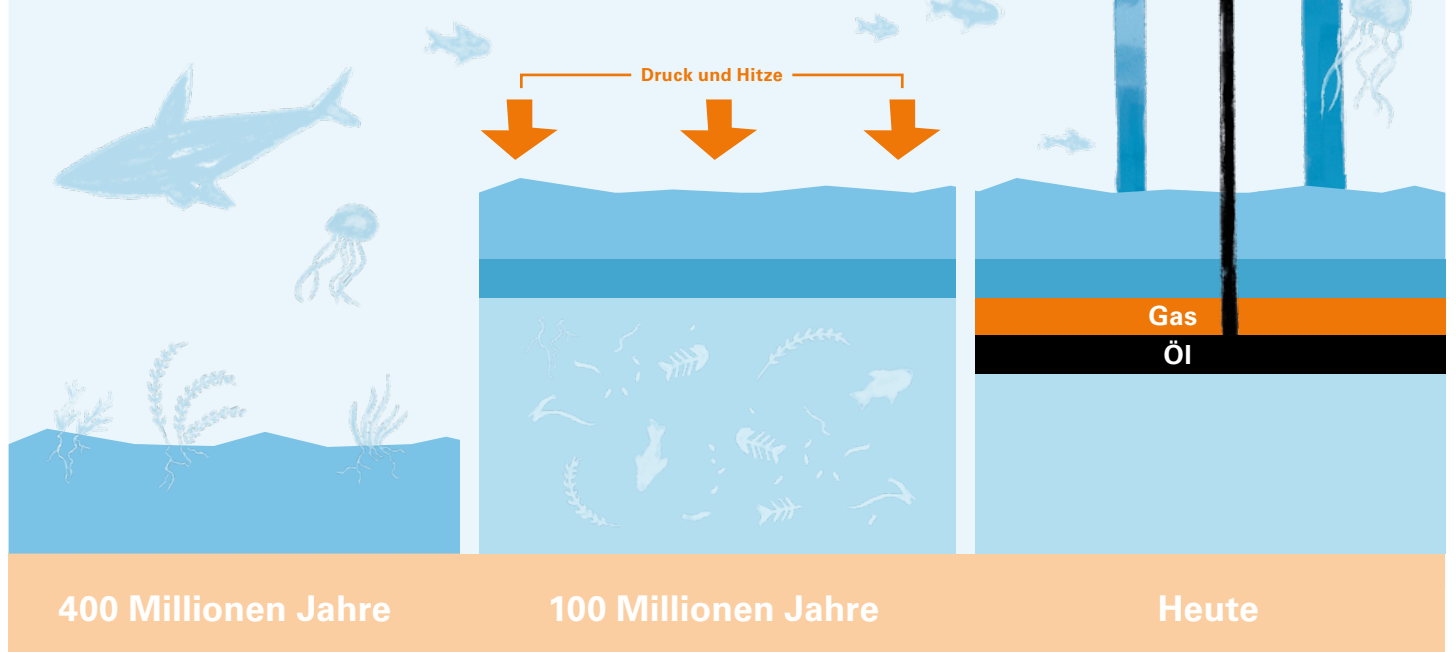 Druck und Hitze
Gas
Öl
400 Millionen Jahre
100 Millionen Jahre
Heute